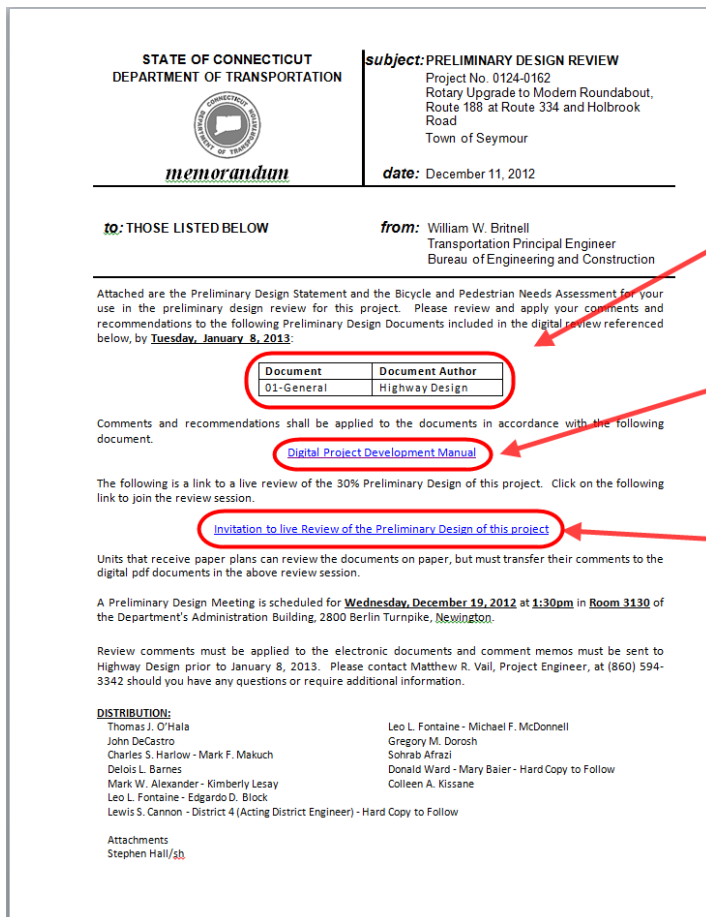 STATE OF CONNECTICUT
DEPARTMENT OF TRANSPORTATION
CONNECTICUT
DEPARTMENT OF TRANSPORTATION
memorandum
subject: PRELIMINARY DESIGN REVIEW
Project No. 0124-0162
Rotary Upgrade to Modern Roundabout,
Route 188 at Route 334 and Holbrook
Road
Town of Seymour
date: December 11, 2012
to: THOSE LISTED BELOW
from: William W. Britnell
Transportation Principal Engineer
Bureau of Engineering and Construction
Attached are the Preliminary Design Statement and the Bicycle and Pedestrian Needs Assessment for your
use in the preliminary design review for this project. Please review and apply your comments and
recommendations to the following Preliminary Design Documents included in the digital review referenced
below, by Tuesday, January 8, 2013:
Document Document Author
01-General Highway Design
Comments and recommendations shall be applied to the documents in accordance with the following
document.
Digital Project Development Manual
The following is a link to a live review of the 30% Preliminary Design of this project. Click on the following
link to join the review session.
Invitation to live Review of the Preliminary Design of this project
Units that receive paper plans can review the documents on paper, but must transfer their comments to the
digital pdf documents in the above review session.
A Preliminary Design Meeting is scheduled for Wednesday, December 19, 2012 at 1:30pm in Room 3130 of
the Department's Administration Building, 2800 Berlin Turnpike, Newington.
Review comments must be applied to the electronic documents and comment memos must be sent to
Highway Design prior to January 8, 2013. Please contact Matthew R. Vail, Project Engineer, at (860) 594-
3342 should you have any questions or require additional information.
DISTRIBUTION:
Thomas J. O'Hala
John DeCastro
Charles S. Harlow - Mark F. Makuch
Delois L. Barnes
Mark W. Alexander - Kimberly Lesay
Leo L. Fontaine - Edgardo D. Block
Lewis S. Cannon - District 4 (Acting District Engineer) - Hard Copy to Follow
Leo L. Fontaine - Michael F. McDonnell
Gregory M. Dorosh
Sohrab Afrazi
Donald Ward - Mary Baier - Hard Copy to Follow
Colleen A. Kissane
Attachments
Stephen Hall/sh